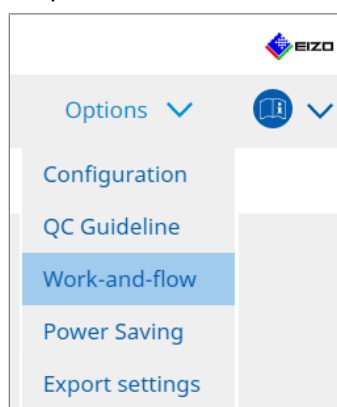 EIZO
Options
Configuration
QC Guideline
Work-and-flow
Power Saving
Export settings